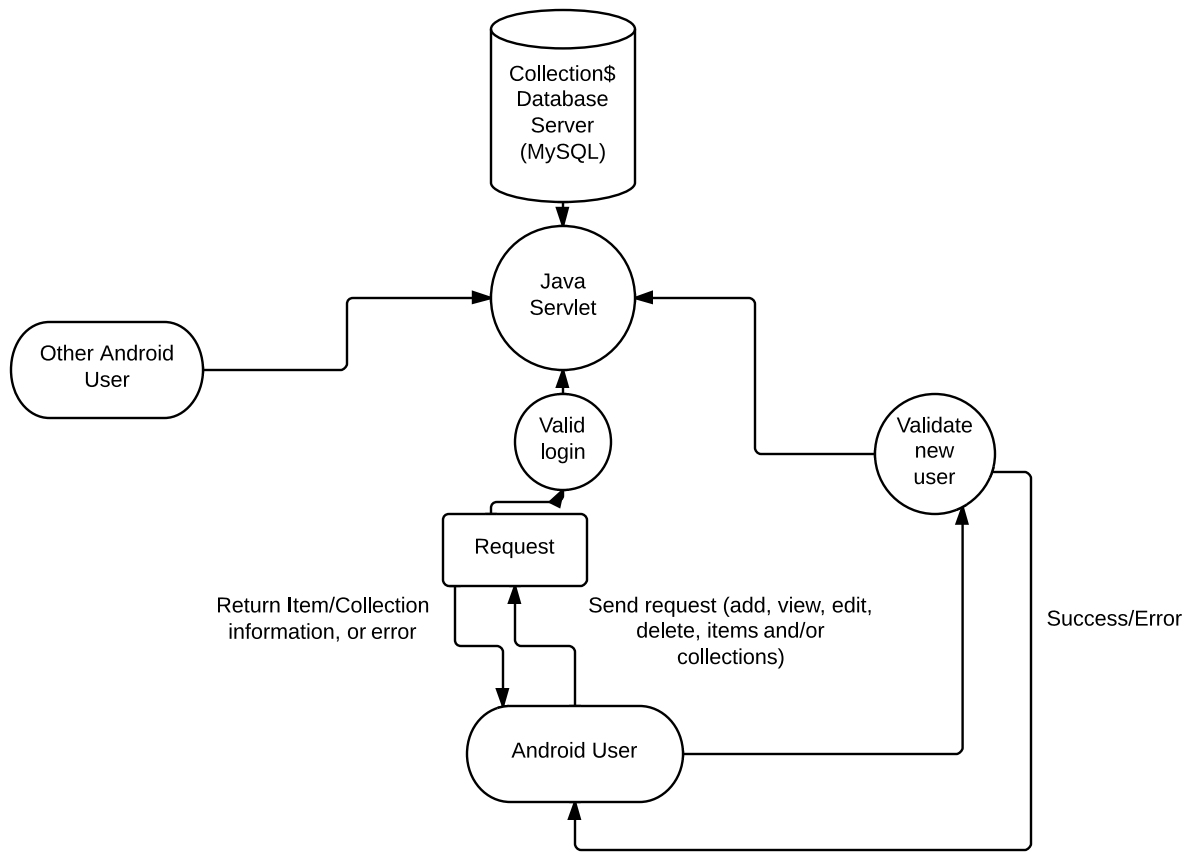 Collection$
Database
Server
(MySQL)
Java
Servlet
Other Android
User
Valid
login
Validate
new
user
Request
Return Item/Collection
information, or error
Send request (add, view, edit,
delete, items and/or
collections)
Success/Error
Android User